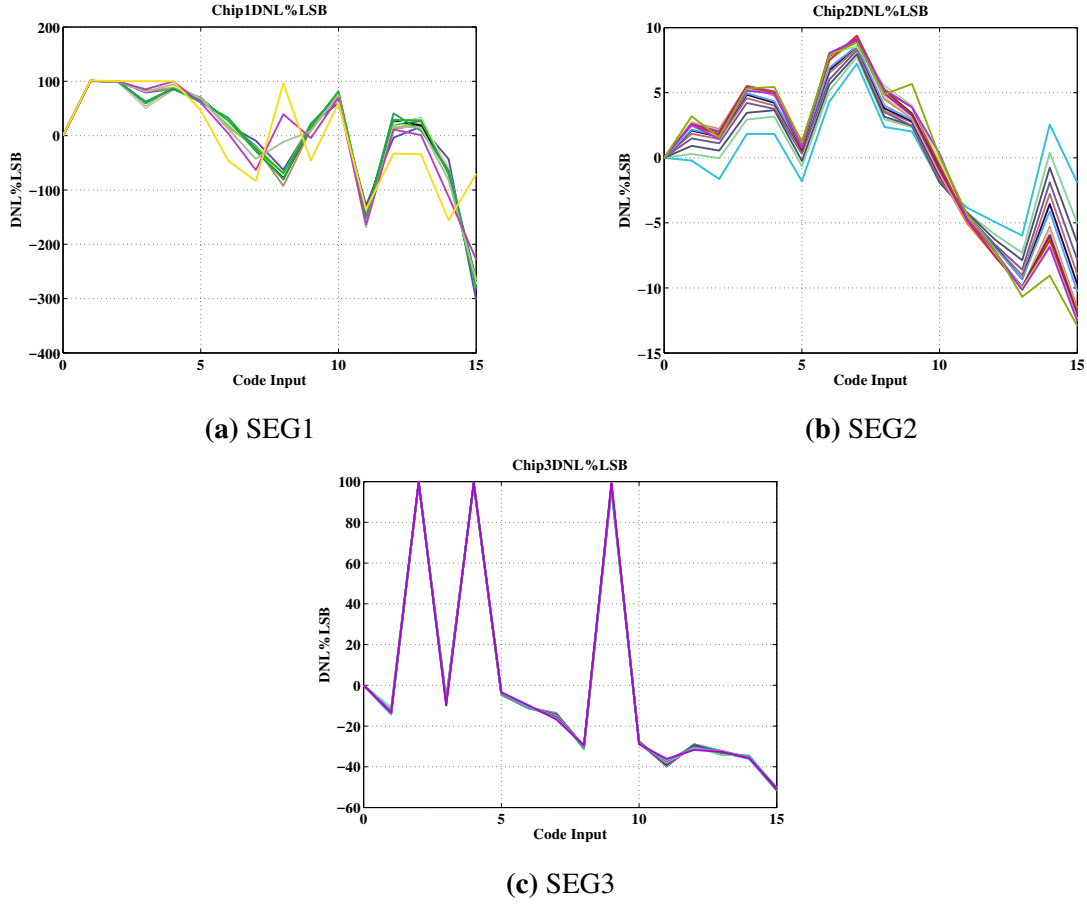 Chip1DNL%LSB
200
100
0
−100
−200
−300
−400
DNL%LSB
0
5
10
15
Code Input
(a) SEG1
Chip2DNL%LSB
10
5
0
−5
−10
−15
DNL%LSB
0
5
10
15
Code Input
(b) SEG2
Chip3DNL%LSB
100
80
60
40
20
0
−20
−40
−60
DNL%LSB
0
5
10
15
Code Input
(c) SEG3